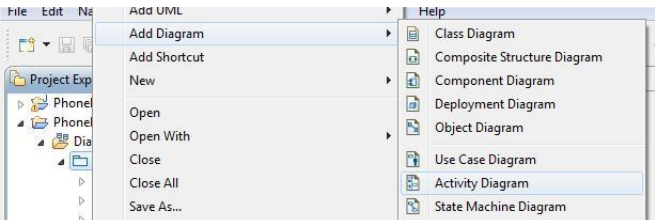 File Edit Na
Add UML
Help
Add Diagram
Class Diagram
Add Shortcut
Composite Structure Diagram
Project Exp
New
Component Diagram
Phonel
Open
Deployment Diagram
Phonel
Open With
Object Diagram
Dia
Close
Use Case Diagram
Close All
Activity Diagram
Save As...
State Machine Diagram